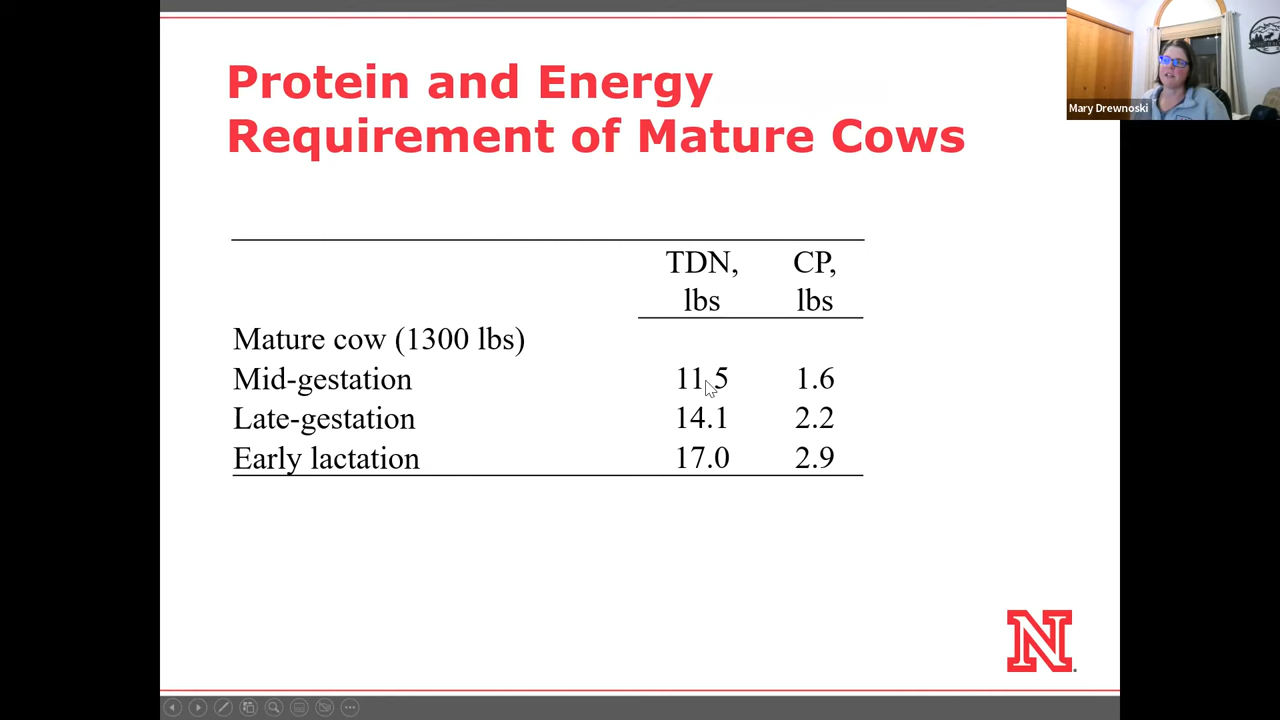 Protein and Energy
Requirement of Mature Cows
TDN, CP,
lbs lbs
Mature cow (1300 lbs)
Mid-gestation 11.5 1.6
Late-gestation 14.1 2.2
Early lactation 17.0 2.9
N
Mary Drewnoski